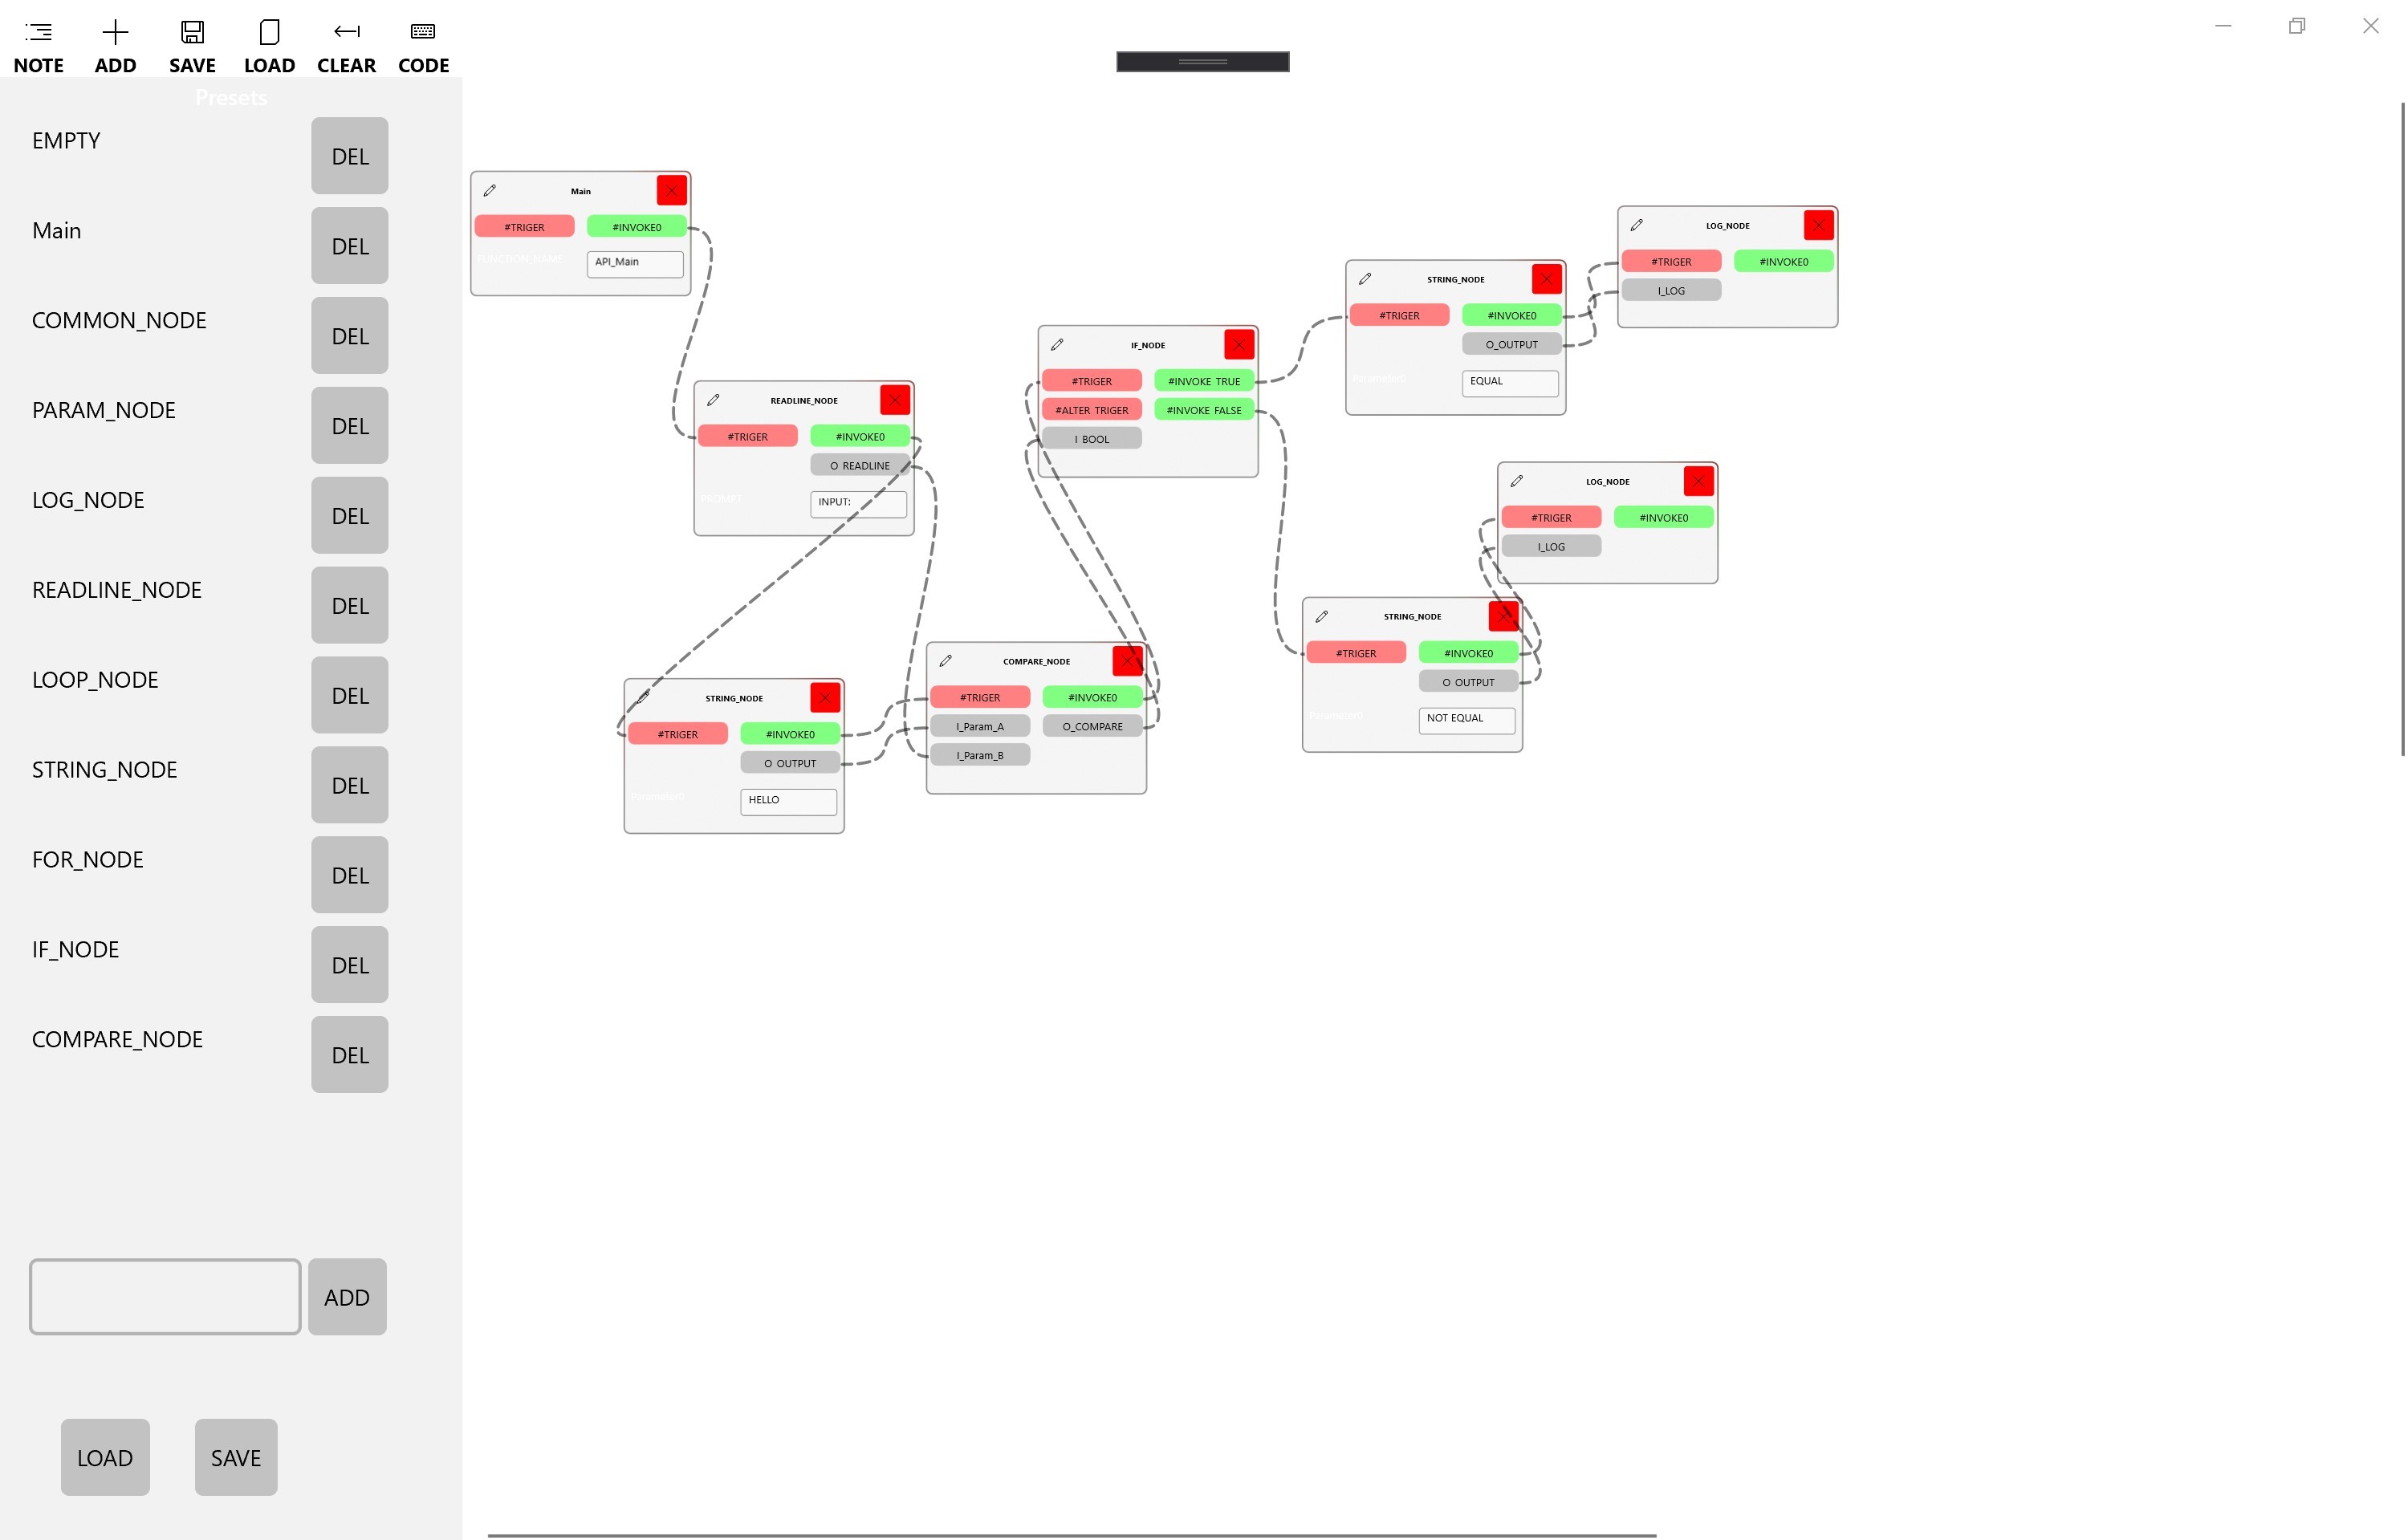 NOTE ADD SAVE LOAD CLEAR CODE
Presets
EMPTY DEL
Main DEL
COMMON_NODE DEL
PARAM_NODE DEL
LOG_NODE DEL
READLINE_NODE DEL
LOOP_NODE DEL
STRING_NODE DEL
FOR_NODE DEL
IF_NODE DEL
COMPARE_NODE DEL
ADD
LOAD SAVE
Main
#TRIGER #INVOKE0
FUNCTION_NAME API_Main
READLINE_NODE
#TRIGER #INVOKE0
O READLINE
PROMPT INPUT:
STRING_NODE
#TRIGER #INVOKE0
O OUTPUT
Parameter0 HELLO
COMPARE_NODE
#TRIGER #INVOKE0
I_Param_A O_COMPARE
I_Param_B
IF_NODE
#TRIGER #INVOKE TRUE
#ALTER TRIGER #INVOKE FALSE
I BOOL
STRING_NODE
#TRIGER #INVOKE0
O_OUTPUT
Parameter0 EQUAL
LOG_NODE
#TRIGER #INVOKE0
I_LOG
LOG_NODE
#TRIGER #INVOKE0
I_LOG
STRING_NODE
#TRIGER #INVOKE0
O OUTPUT
Parameter0 NOT EQUAL